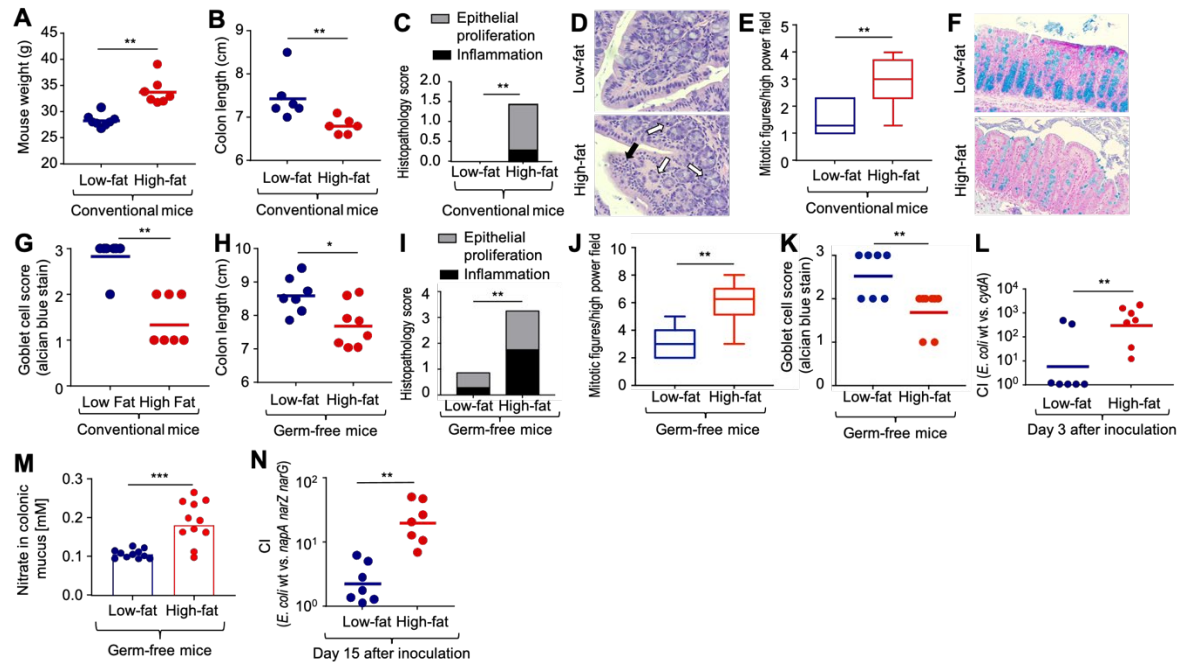 A
Mouse weight (g)
**
45
40
35
30
25
20
Low-fat High-fat
Conventional mice
B
Colon length (cm)
**
9
8
7
6
Low-fat High-fat
Conventional mice
C
Epithelial
proliferation
Inflammation
Histopathology score
**
2.0
1.5
1.0
0.5
0.0
Low-fat High-fat
Conventional mice
D
Low-fat
High-fat
E
Mitotic figures/high power field
**
5
4
3
2
1
0
Low-fat High-fat
Conventional mice
F
Low-fat
High-fat
G
Goblet cell score
(alcian blue stain)
**
3
2
1
0
Low Fat High Fat
Conventional mice
H
Colon length (cm)
*
10
9
8
7
6
Low-fat High-fat
Germ-free mice
I
Epithelial
proliferation
Inflammation
Histopathology score
**
4
2
0
Low-fat High-fat
Germ-free mice
J
Mitotic figures/high power field
**
10
8
6
4
2
0
Low-fat High-fat
Germ-free mice
K
Goblet cell score
(alcian blue stain)
**
3
2
1
0
Low-fat High-fat
Germ-free mice
L
CI (E. coli wt vs. cydA)
**
10⁴
10³
10²
10¹
10⁰
Low-fat High-fat
Day 3 after inoculation
M
Nitrate in colonic
mucus [mM]
***
0.3
0.2
0.1
0.0
Low-fat High-fat
Germ-free mice
N
CI
(E. coli wt vs. napA narZ narG)
**
10²
10¹
10⁰
Low-fat High-fat
Day 15 after inoculation